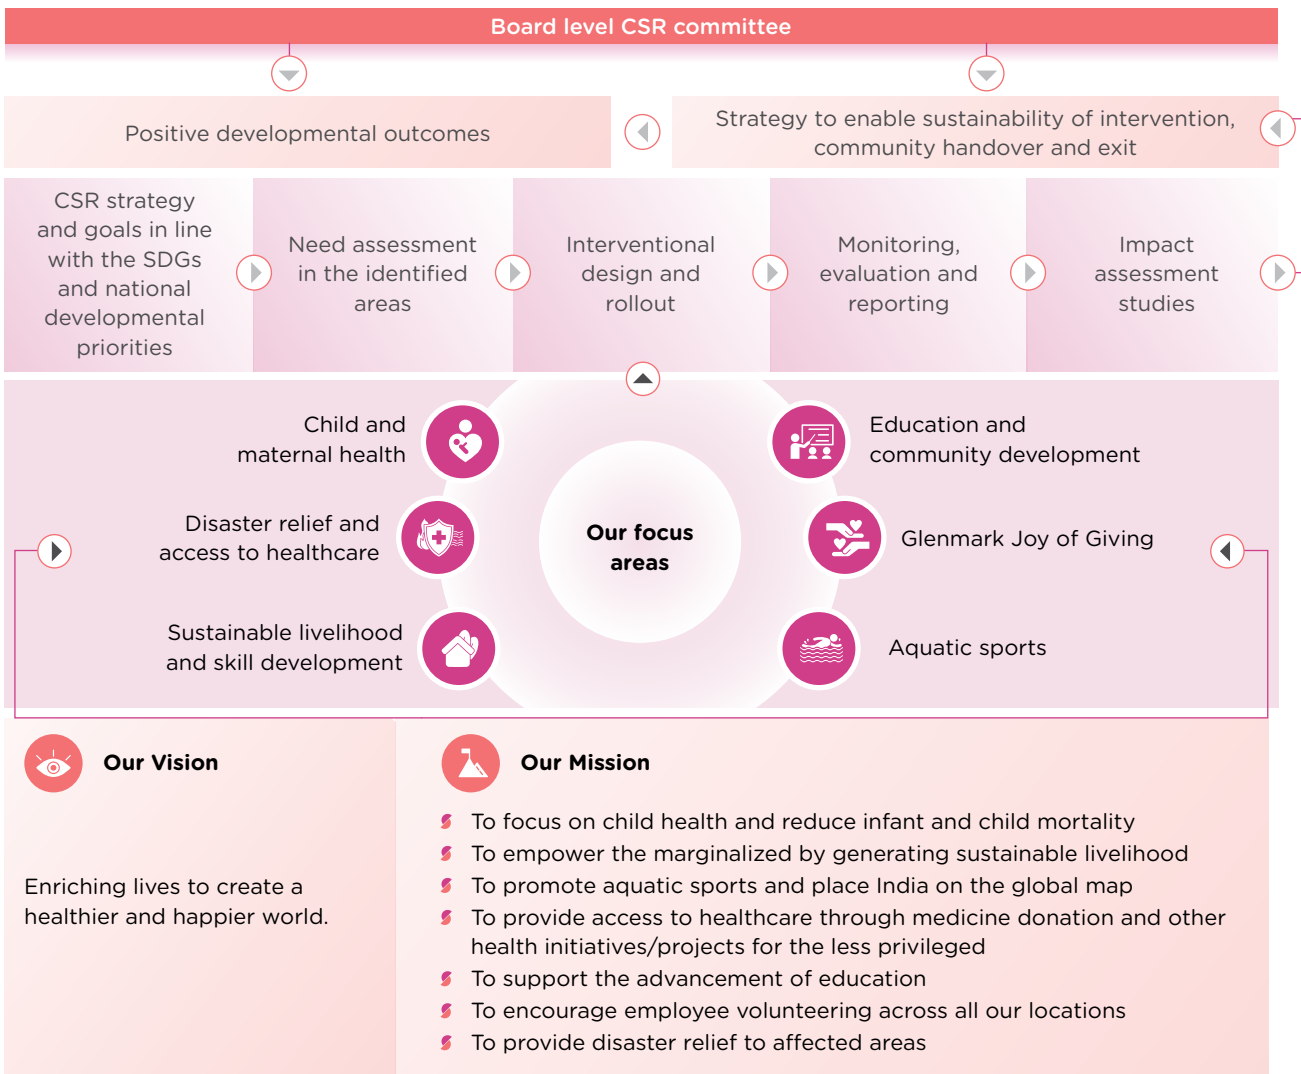 Board level CSR committee
Positive developmental outcomes
Strategy to enable sustainability of intervention,
community handover and exit
CSR strategy
and goals in line
with the SDGs
and national
developmental
priorities
Need assessment
in the identified
areas
Interventional
design and
rollout
Monitoring,
evaluation and
reporting
Impact
assessment
studies
Child and
maternal health
Disaster relief and
access to healthcare
Sustainable livelihood
and skill development
Our focus
areas
Education and
community development
Glenmark Joy of Giving
Aquatic sports
Our Vision
Enriching lives to create a
healthier and happier world.
Our Mission
To focus on child health and reduce infant and child mortality
To empower the marginalized by generating sustainable livelihood
To promote aquatic sports and place India on the global map
To provide access to healthcare through medicine donation and other
health initiatives/projects for the less privileged
To support the advancement of education
To encourage employee volunteering across all our locations
To provide disaster relief to affected areas